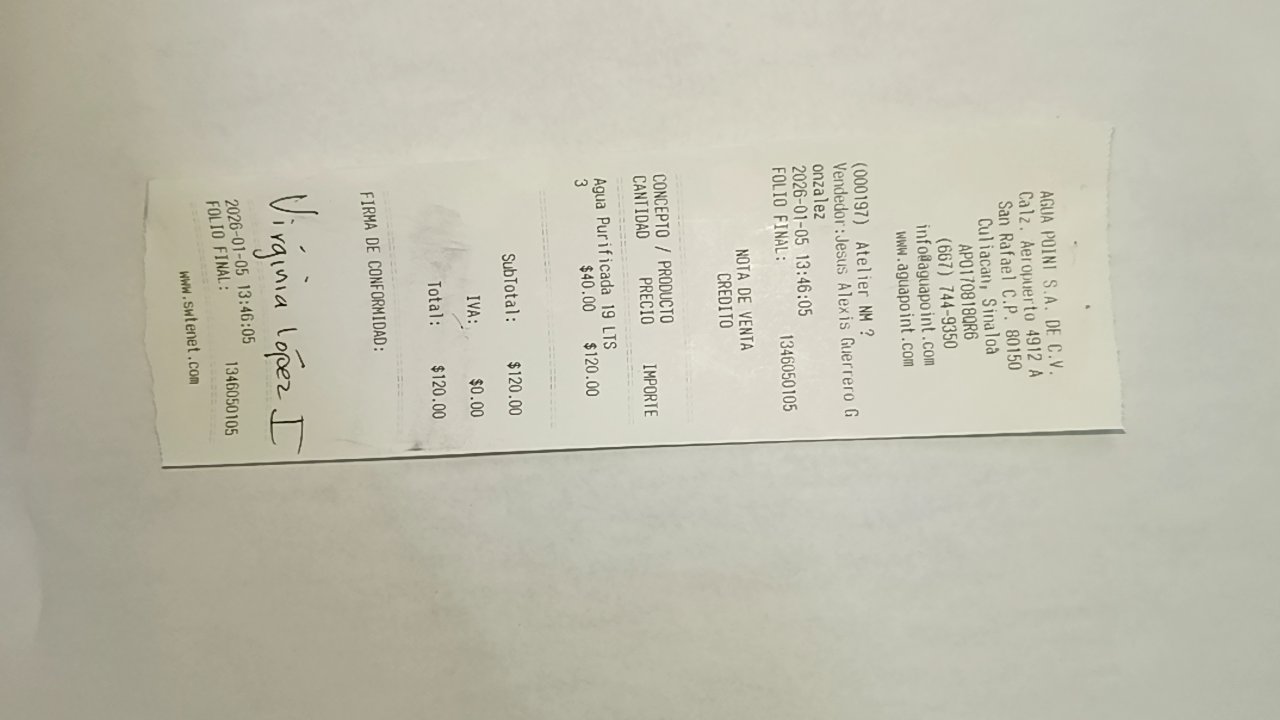 AGUA POINT S.A. DE C.V.
Calz. Aeropuerto 4912 A
San Rafael C.P. 80150
Culiacan, Sinaloa
APO170818QR6
(667) 744-9350
info@aguapoint.com
www.aguapoint.com
(000197) Atelier NM ?
Vendedor:Jesus Alexis Guerrero G
onzalez
2026-01-05 13:46:05
FOLIO FINAL: 1346050105
NOTA DE VENTA
CREDITO
CONCEPTO / PRODUCTO
CANTIDAD PRECIO IMPORTE
Agua Purificada 19 LTS
3 $40.00 $120.00
SubTotal: $120.00
IVA: $0.00
Total: $120.00
FIRMA DE CONFORMIDAD:
Virginia López I
2026-01-05 13:46:05
FOLIO FINAL: 1346050105
www.swtenet.com